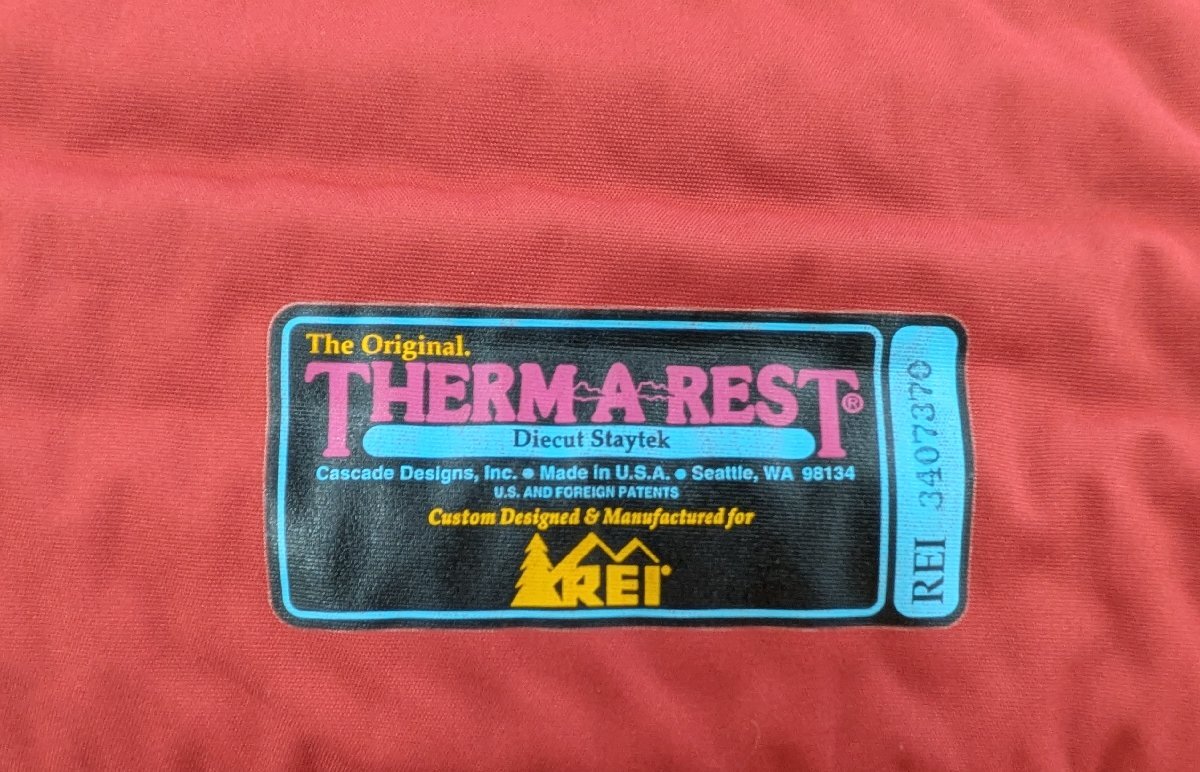 The Original.
THERM-A-REST®
Diecut Staytek
Cascade Designs, Inc. • Made in U.S.A. • Seattle, WA 98134
U.S. AND FOREIGN PATENTS
Custom Designed & Manufactured for
REI
REI 3407370